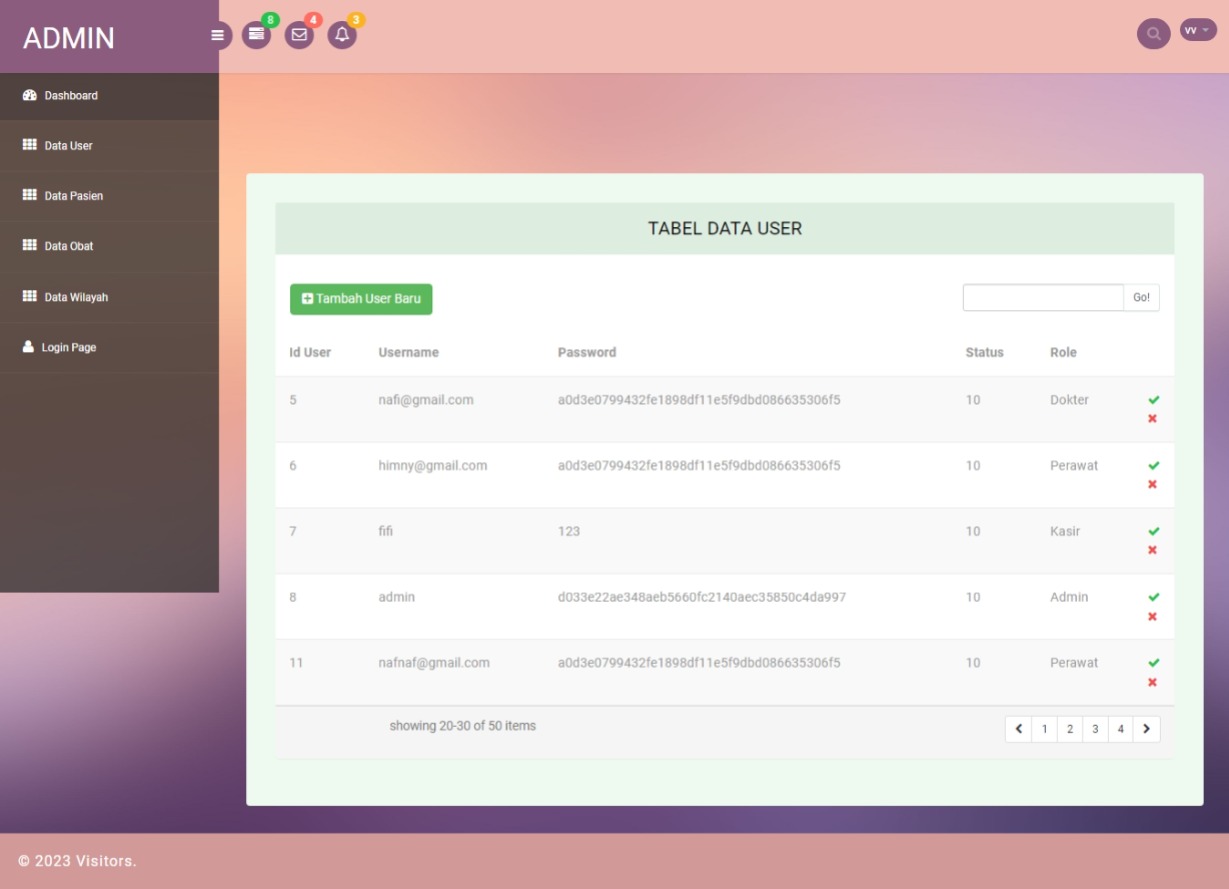 ADMIN
8
4
3
VV
Dashboard
Data User
Data Pasien
Data Obat
Data Wilayah
Login Page
TABEL DATA USER
Tambah User Baru
Go!
Id User Username Password Status Role
5 nafi@gmail.com a0d3e0799432fe1898df11e5f9dbd086635306f5 10 Dokter
6 himny@gmail.com a0d3e0799432fe1898df11e5f9dbd086635306f5 10 Perawat
7 fifi 123 10 Kasir
8 admin d033e22ae348aeb5660fc2140aec35850c4da997 10 Admin
11 nafnaf@gmail.com a0d3e0799432fe1898df11e5f9dbd086635306f5 10 Perawat
showing 20-30 of 50 items
1 2 3 4
© 2023 Visitors.